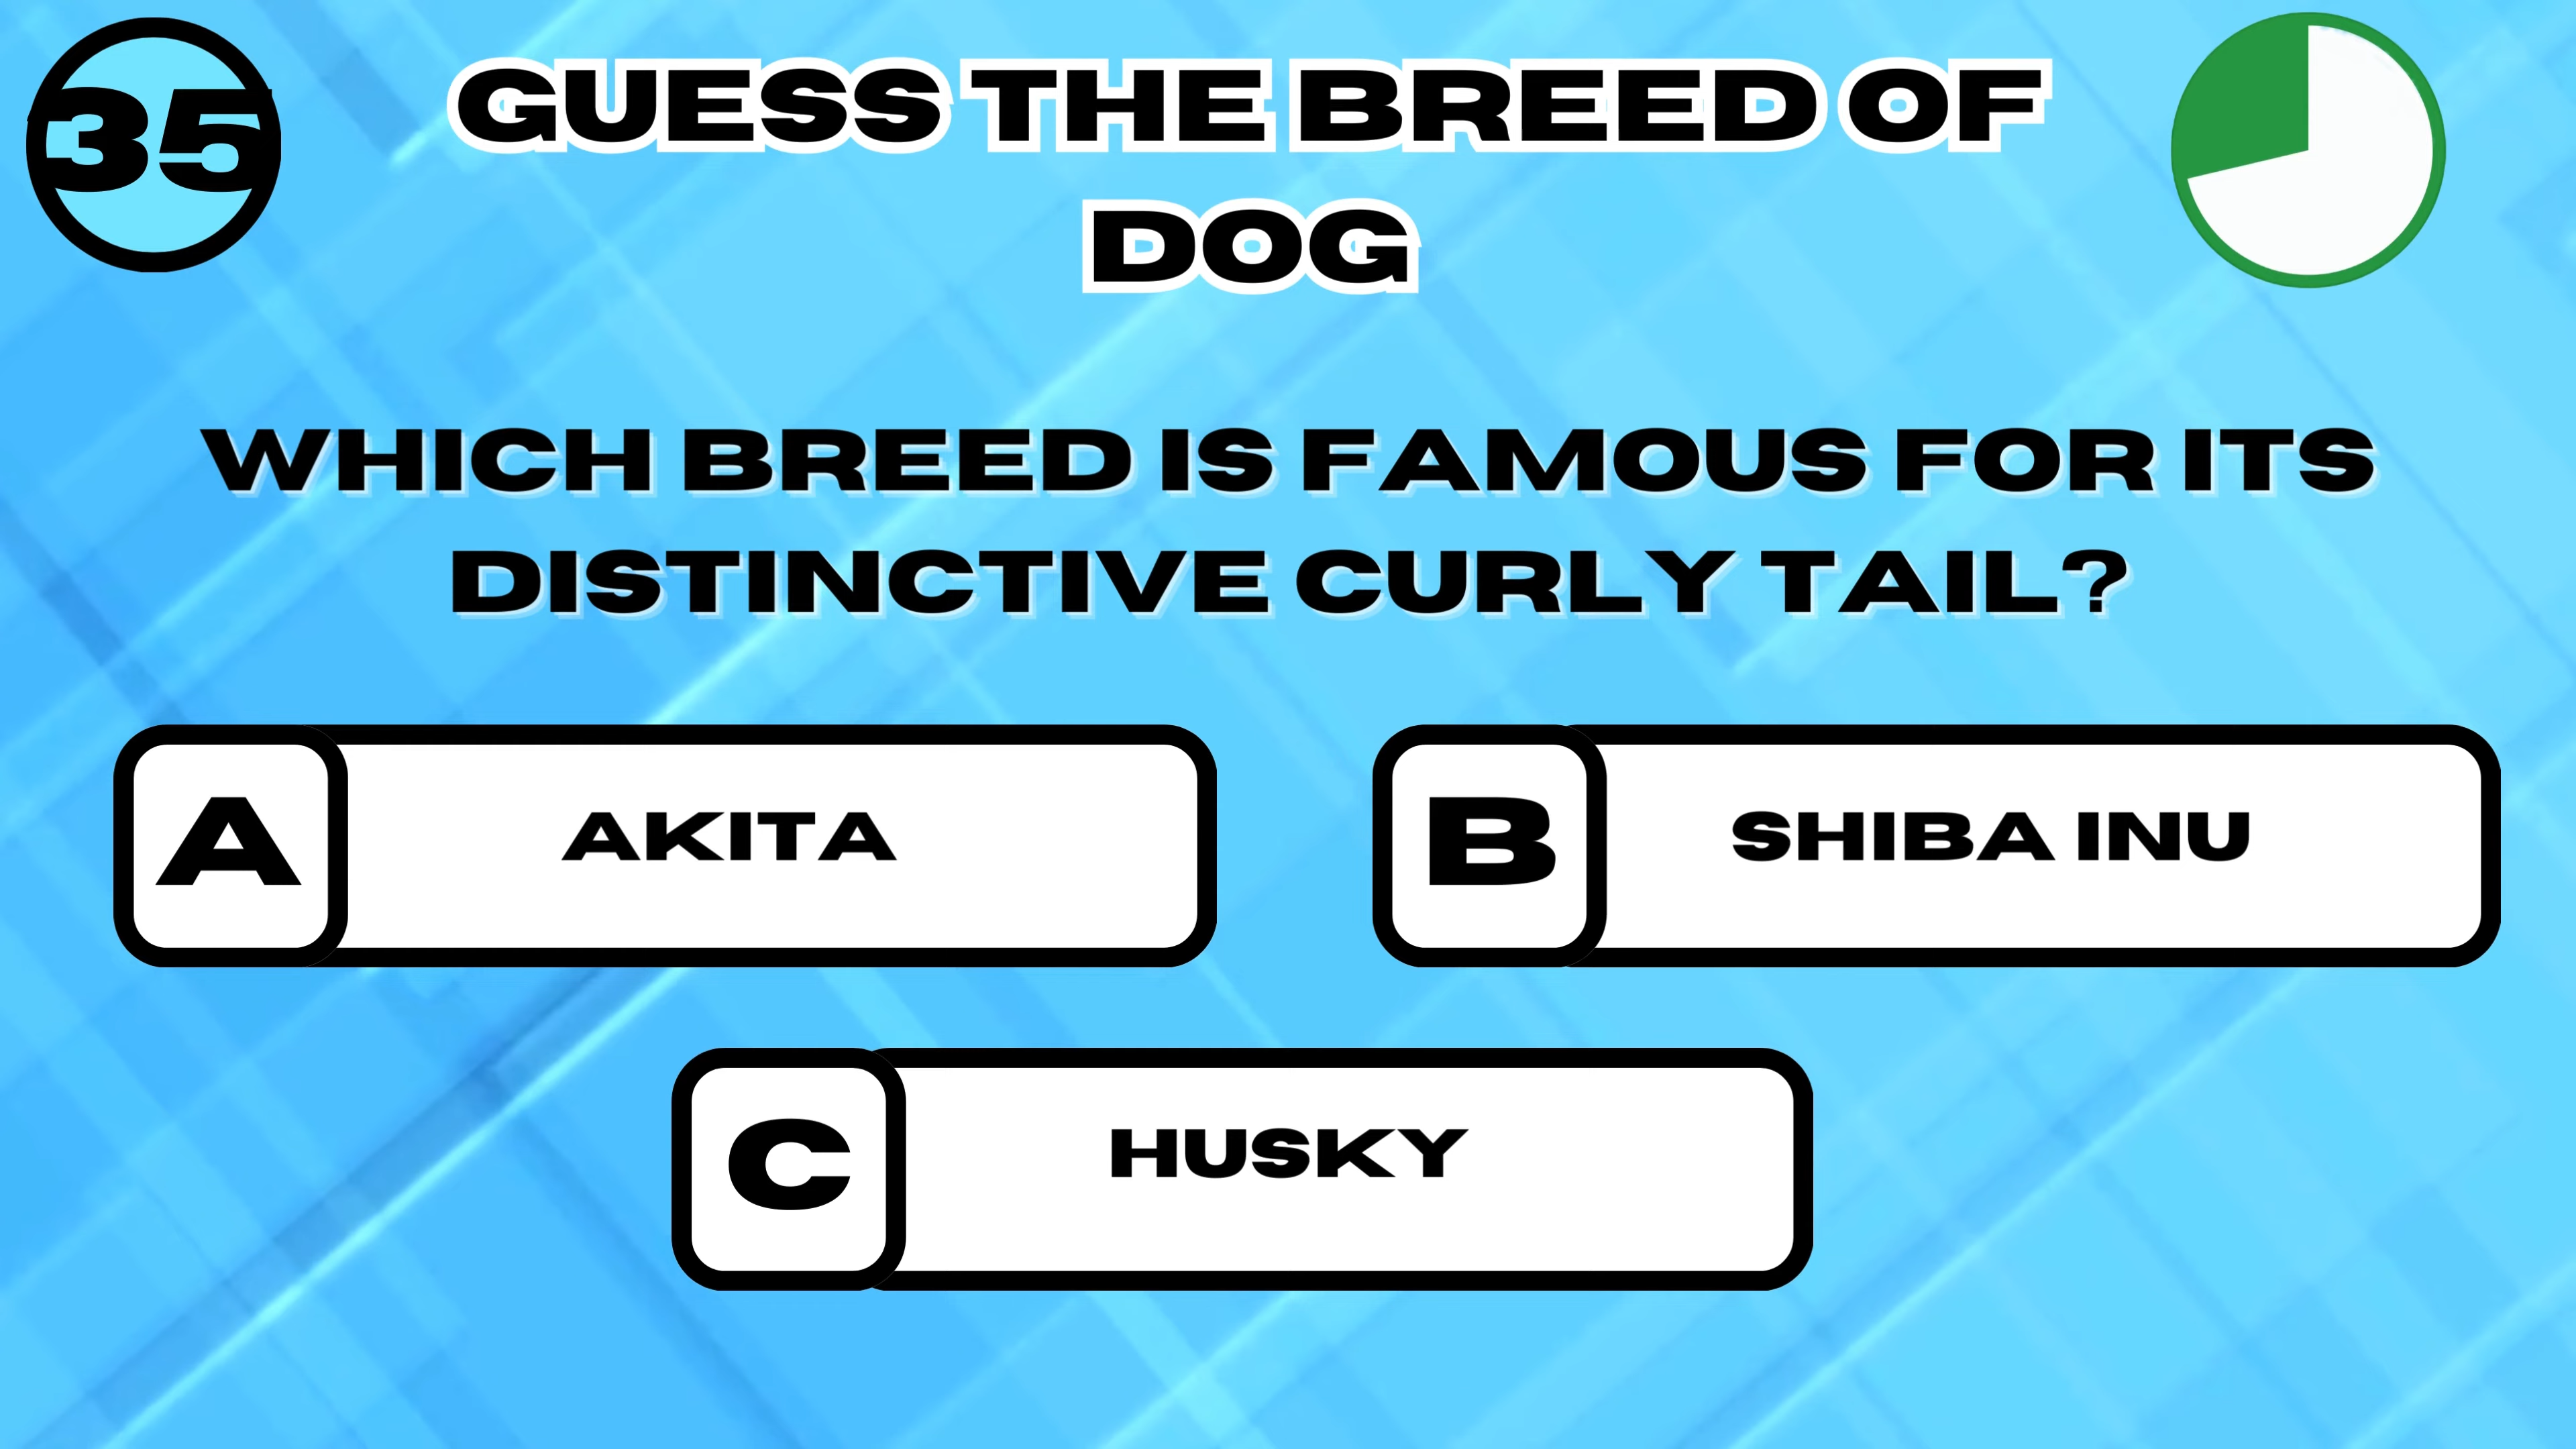 35
GUESS THE BREED OF
DOG
WHICH BREED IS FAMOUS FOR ITS
DISTINCTIVE CURLY TAIL?
A AKITA
B SHIBA INU
C HUSKY